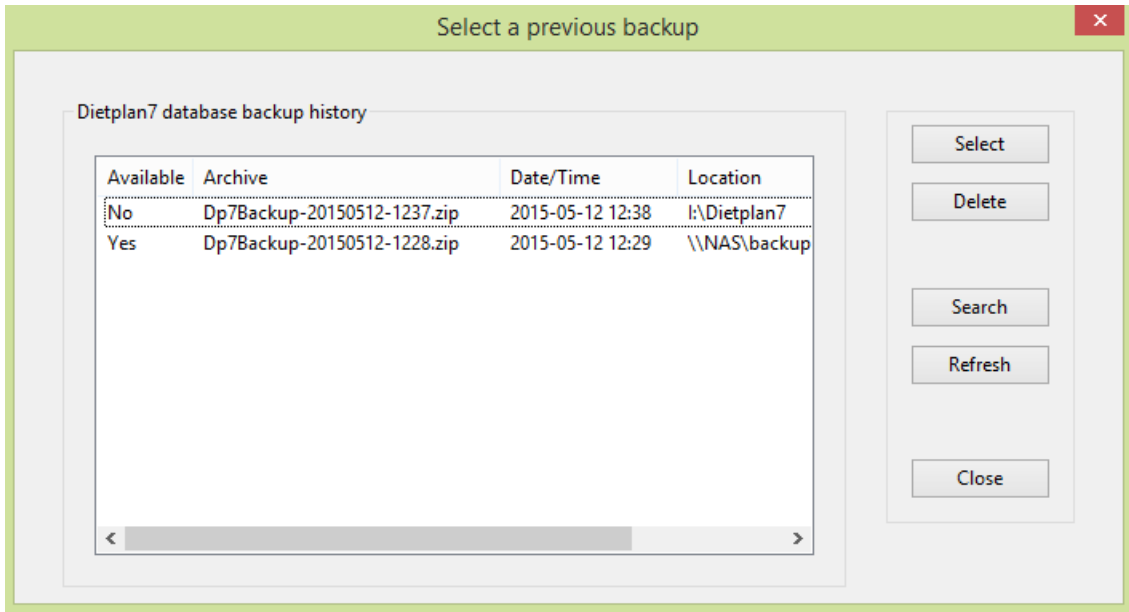 Select a previous backup
Dietplan7 database backup history
Available Archive Date/Time Location
No Dp7Backup-20150512-1237.zip 2015-05-12 12:38 I:\Dietplan7
Yes Dp7Backup-20150512-1228.zip 2015-05-12 12:29 \\NAS\backup
Select
Delete
Search
Refresh
Close